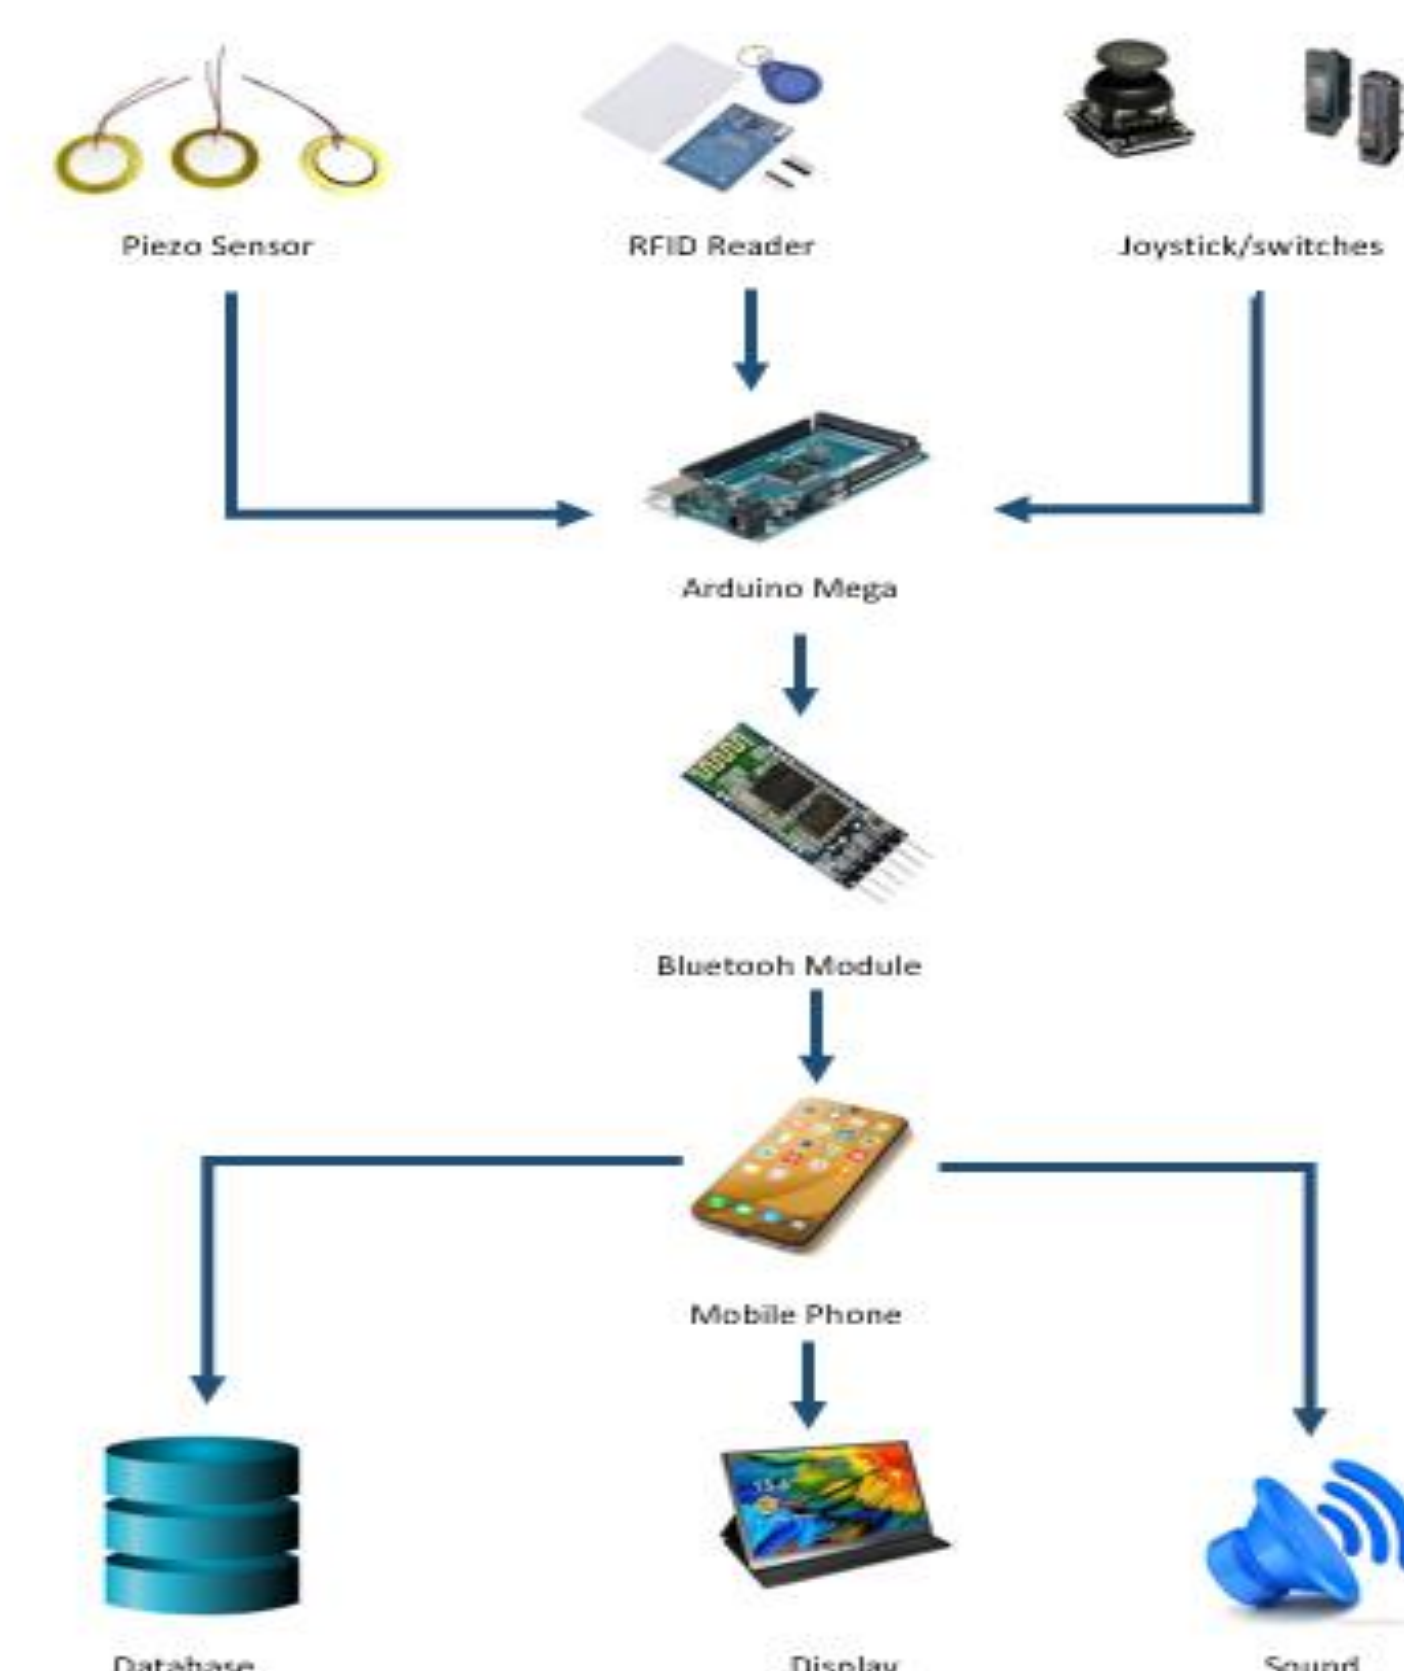 Piezo Sensor
RFID Reader
Joystick/switches
Arduino Mega
Bluetooh Module
Mobile Phone
Database
Display
Sound